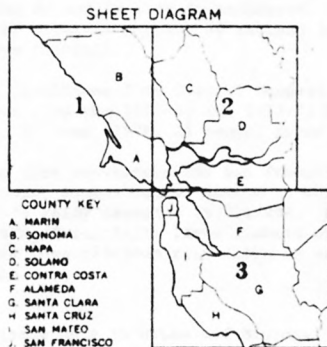 SHEET DIAGRAM
B
C
1
2
D
A
E
J
F
I
3
G
H
COUNTY KEY
A. MARIN
B. SONOMA
C. NAPA
D. SOLANO
E. CONTRA COSTA
F. ALAMEDA
G. SANTA CLARA
H. SANTA CRUZ
I. SAN MATEO
J. SAN FRANCISCO